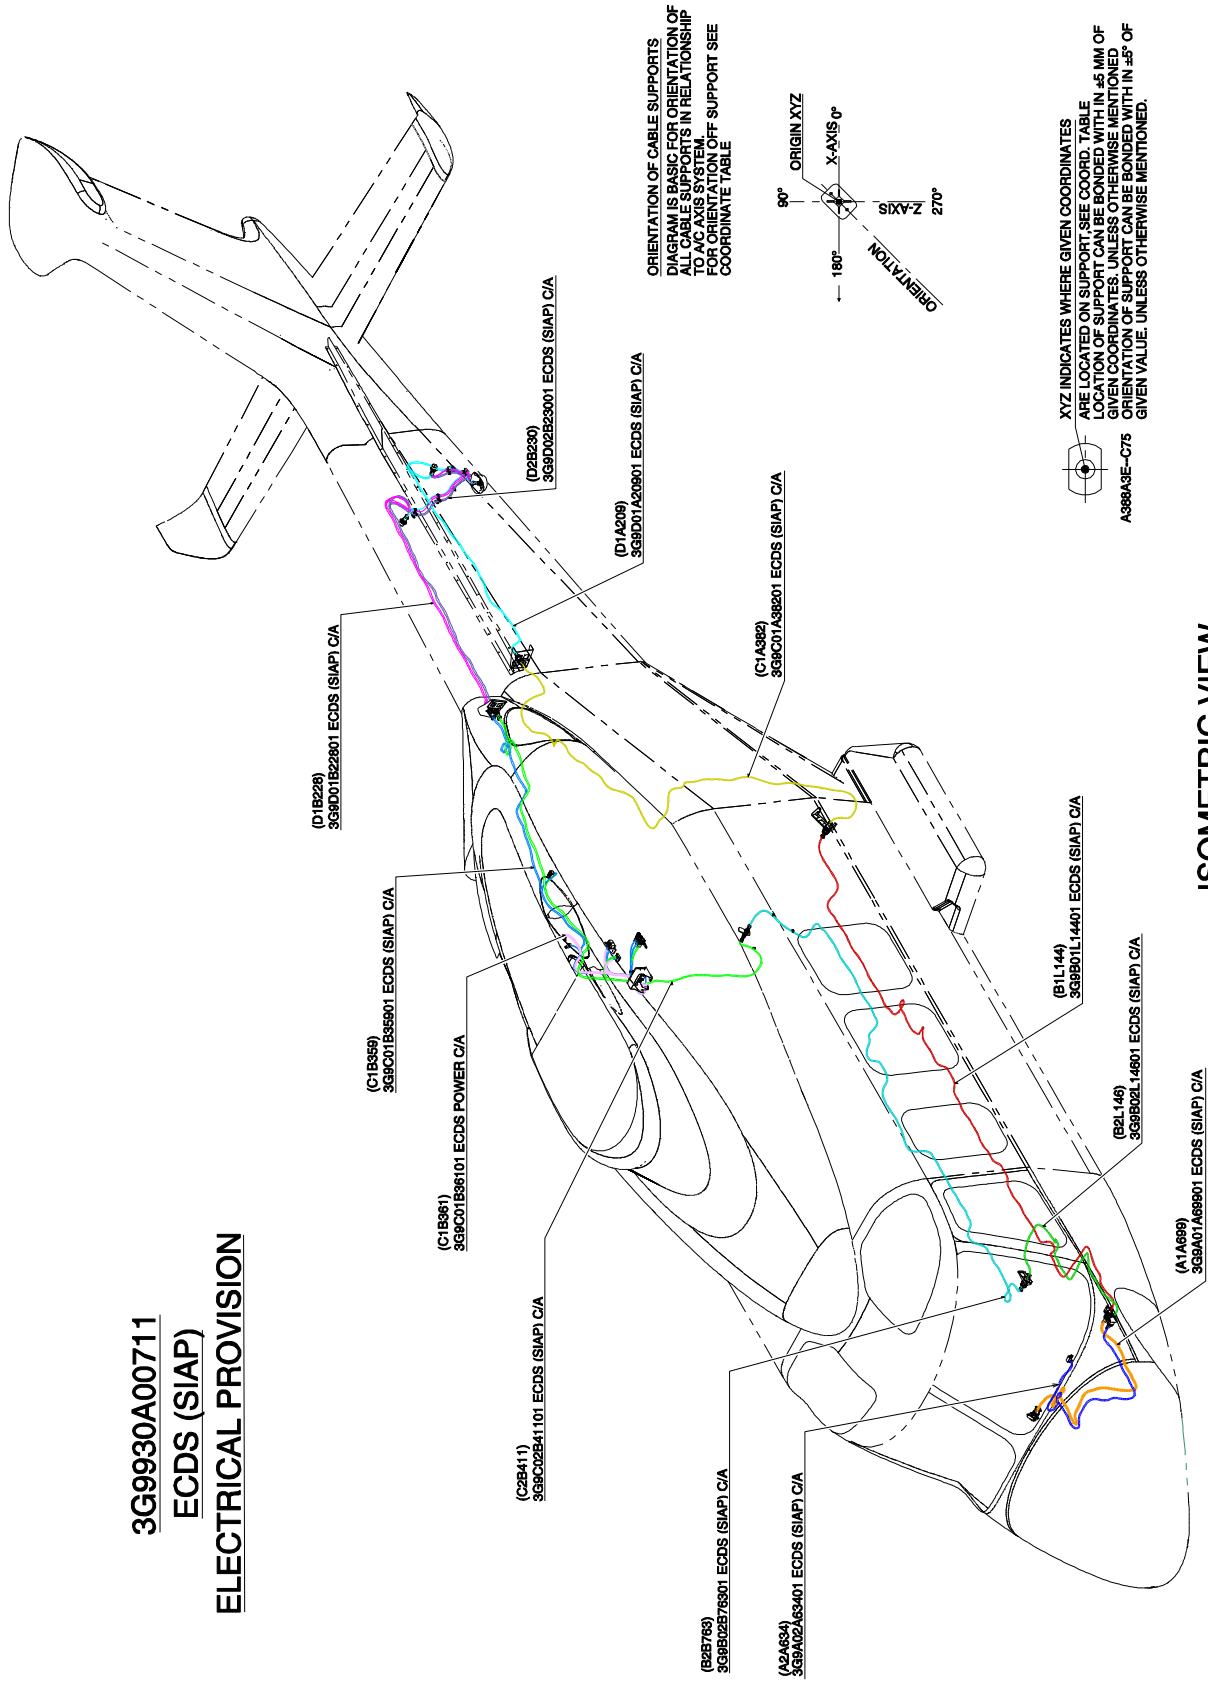 3G9930A00711
ECDS (SIAP)
ELECTRICAL PROVISION
(D1B228)
3G9D01B22801 ECDS (SIAP) C/A
(C1B359)
3G9C01B35901 ECDS (SIAP) C/A
(C1B361)
3G9C01B36101 ECDS POWER C/A
(C2B411)
3G9C02B41101 ECDS (SIAP) C/A
(B2B763)
3G9B02B76301 ECDS (SIAP) C/A
(A2A634)
3G9A02A63401 ECDS (SIAP) C/A
(D2B230)
3G9D02B23001 ECDS (SIAP) C/A
(D1A209)
3G9D01A20901 ECDS (SIAP) C/A
(C1A382)
3G9C01A38201 ECDS (SIAP) C/A
(B1L144)
3G9B01L14401 ECDS (SIAP) C/A
(B2L146)
3G9B02L14601 ECDS (SIAP) C/A
(A1A699)
3G9A01A69901 ECDS (SIAP) C/A
ORIENTATION OF CABLE SUPPORTS
DIAGRAM IS BASIC FOR ORIENTATION OF
ALL CABLE SUPPORTS IN RELATIONSHIP
TO A/C AXIS SYSTEM.
FOR ORIENTATION OFF SUPPORT SEE
COORDINATE TABLE
ORIGIN XYZ
90°
X-AXIS 0°
180°
Z-AXIS
270°
ORIENTATION
XYZ INDICATES WHERE GIVEN COORDINATES
ARE LOCATED ON SUPPORT,SEE COORD. TABLE
LOCATION OF SUPPORT CAN BE BONDED WITH IN ±5 MM OF
GIVEN COORDINATES. UNLESS OTHERWISE MENTIONED
ORIENTATION OF SUPPORT CAN BE BONDED WITH IN ±5° OF
GIVEN VALUE. UNLESS OTHERWISE MENTIONED.
A388A3E--C75
ISOMETRIC VIEW